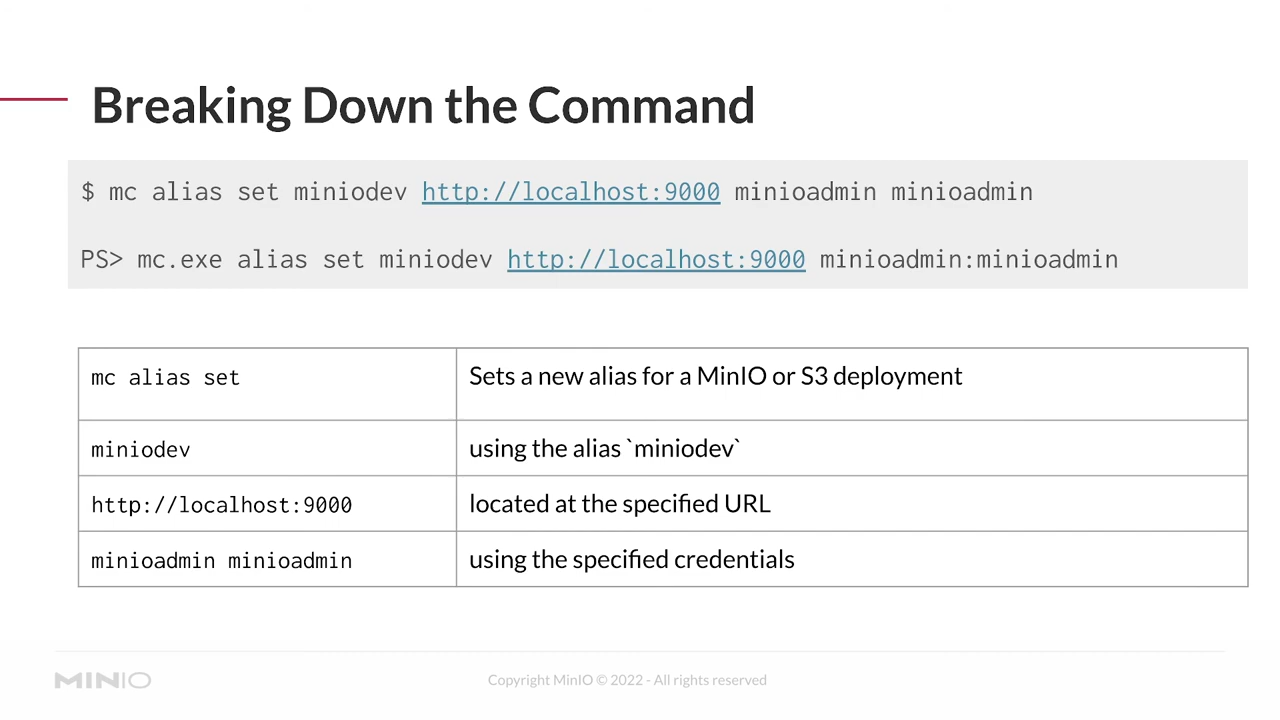 Breaking Down the Command
$ mc alias set miniodev http://localhost:9000 minioadmin minioadmin
PS> mc.exe alias set miniodev http://localhost:9000 minioadmin:minioadmin
mc alias set Sets a new alias for a MinIO or S3 deployment
miniodev using the alias `miniodev`
http://localhost:9000 located at the specified URL
minioadmin minioadmin using the specified credentials
MINIO Copyright MinIO © 2022 - All rights reserved